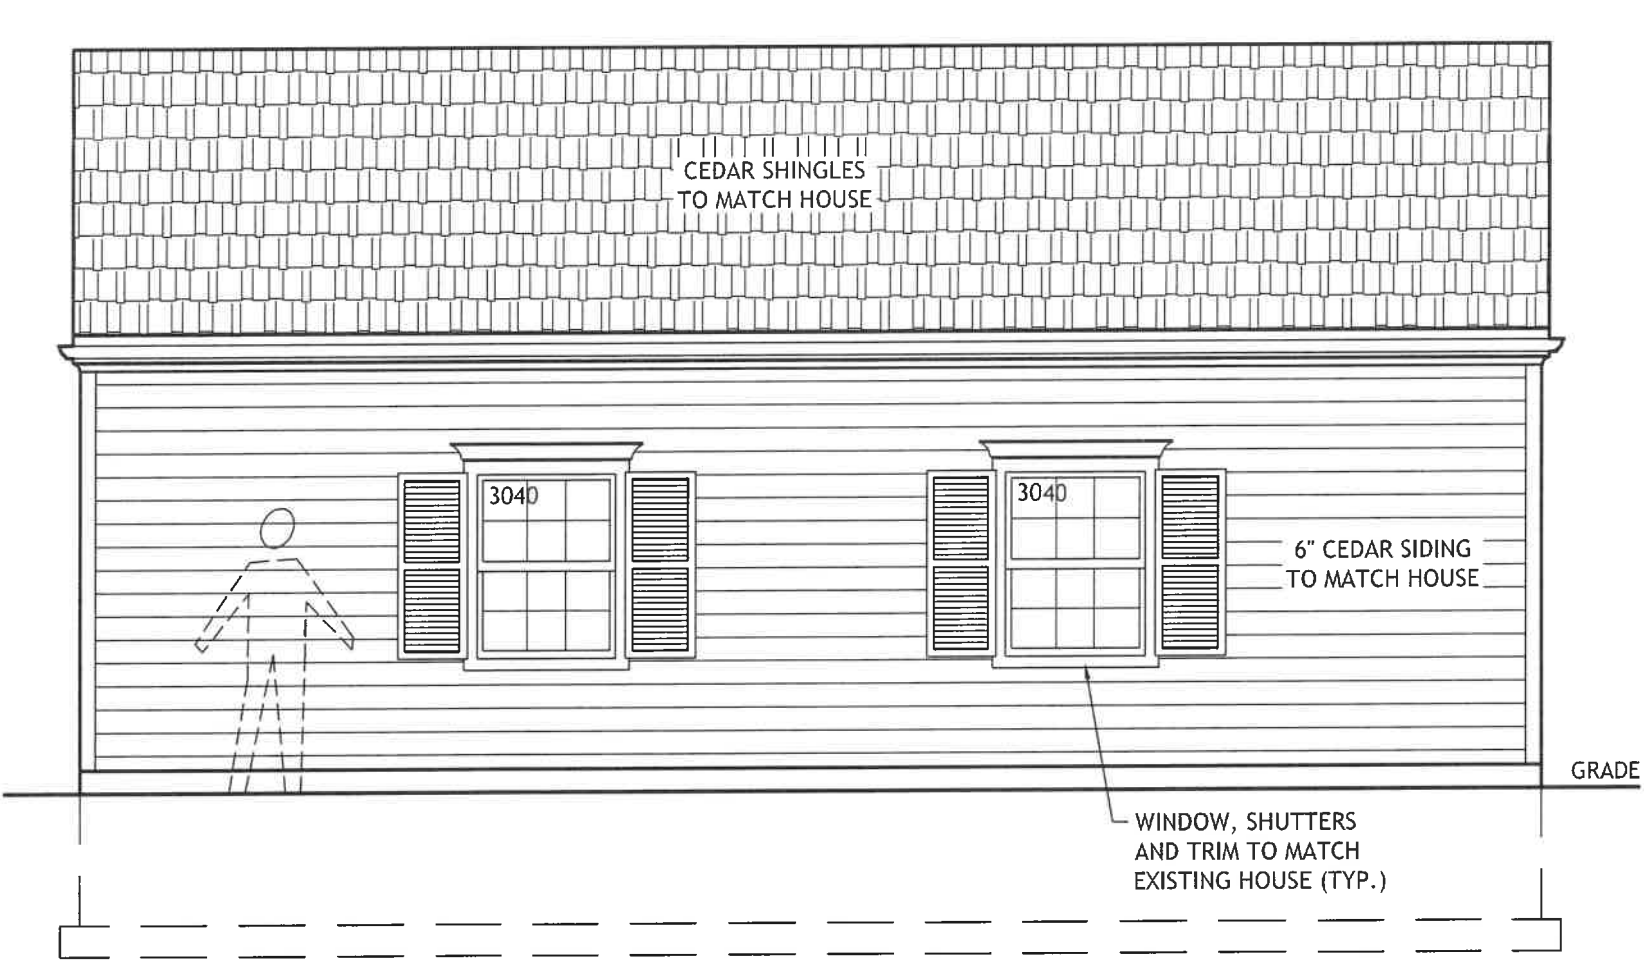 CEDAR SHINGLES
TO MATCH HOUSE
3040
3040
6" CEDAR SIDING
TO MATCH HOUSE
GRADE
WINDOW, SHUTTERS
AND TRIM TO MATCH
EXISTING HOUSE (TYP.)